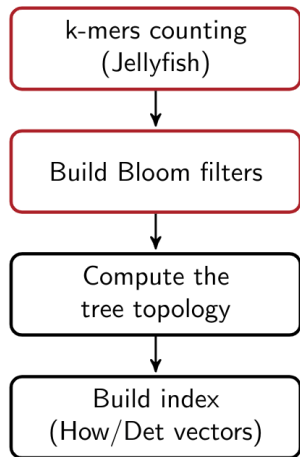 k-mers counting
(Jellyfish)
Build Bloom filters
Compute the
tree topology
Build index
(How/Det vectors)